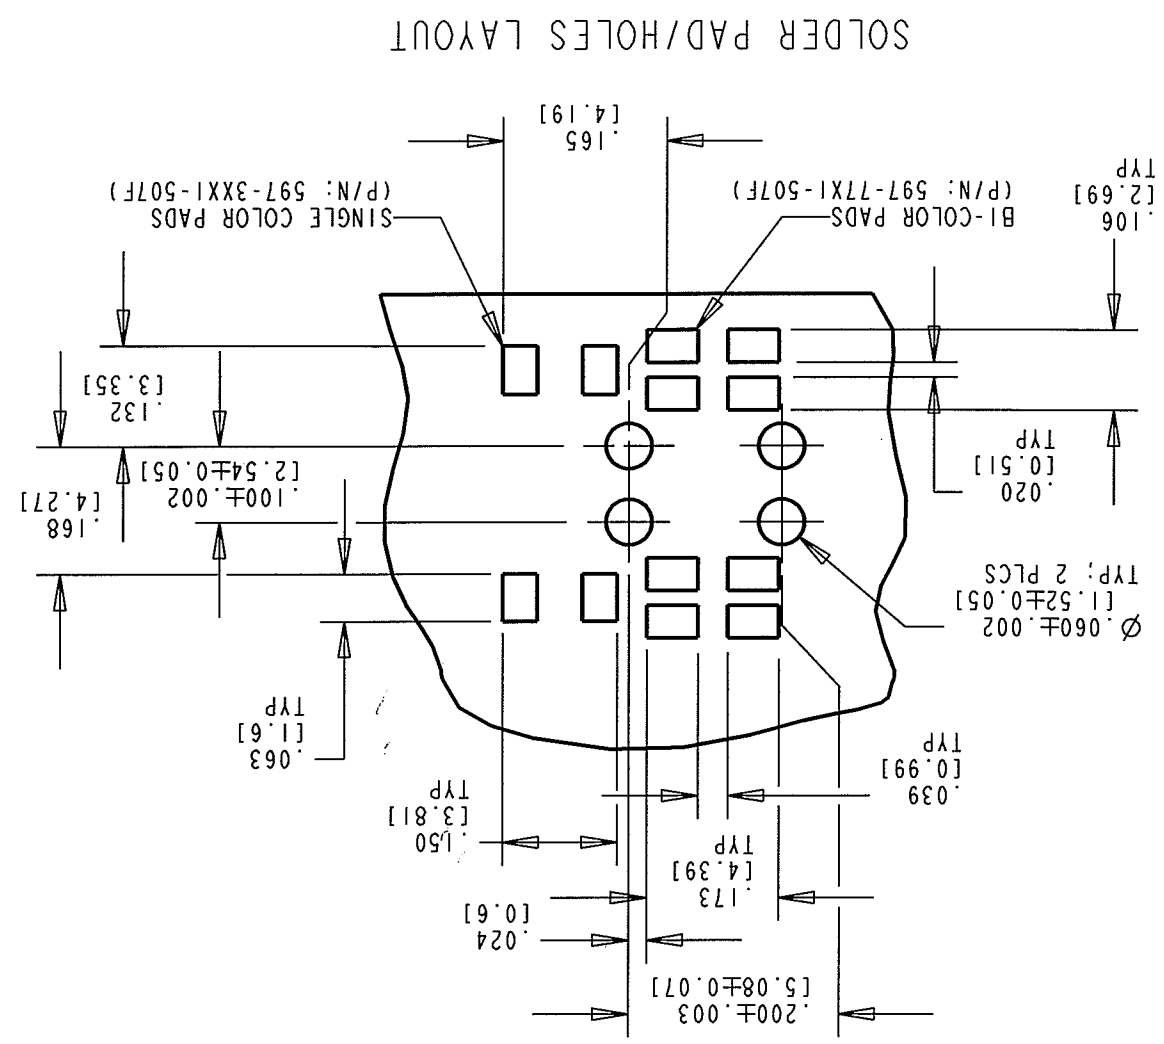 .200±.003
[5.08±0.07]
.024
[0.6]
.173
[4.39]
TYP
.150
[3.81]
TYP
.039
[0.99]
TYP
.063
[1.6]
TYP
Ø.060±.002
[1.52±0.05]
TYP; 2 PLCS
.168
[4.27]
.100±.002
[2.54±0.05]
.020
[0.51]
TYP
.132
[3.35]
.106
[2.69]
TYP
BI-COLOR PADS
(P/N: 597-77X1-507F)
SINGLE COLOR PADS
(P/N: 597-3XX1-507F)
.165
[4.19]
SOLDER PAD/HOLES LAYOUT